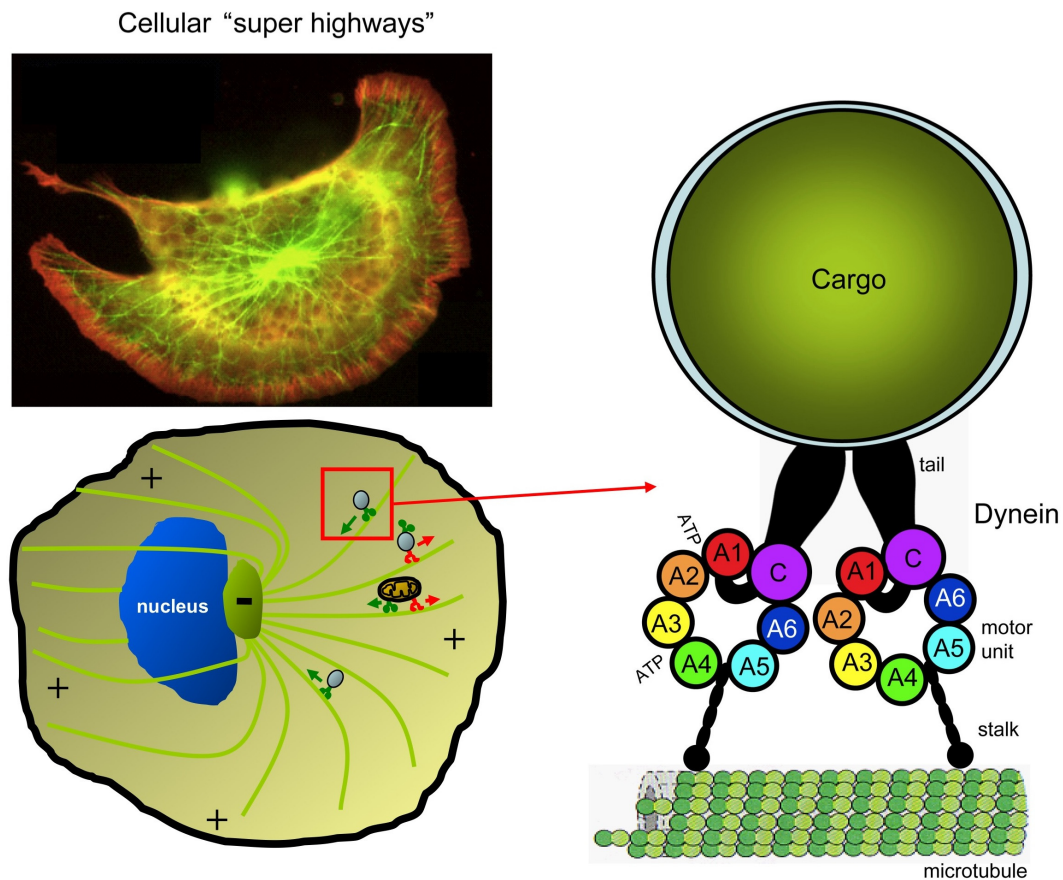 Cellular “super highways”
+
+
+
+
-
nucleus
Cargo
tail
Dynein
ATP
A1
C
A2
A3
A4
ATP
A5
A6
A1
C
A2
A3
A4
A5
A6
motor
unit
stalk
microtubule